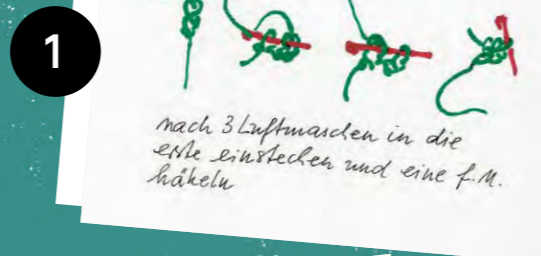 1
nach 3 Luftmaschen in die
erste einstechen und eine f.M.
häkeln